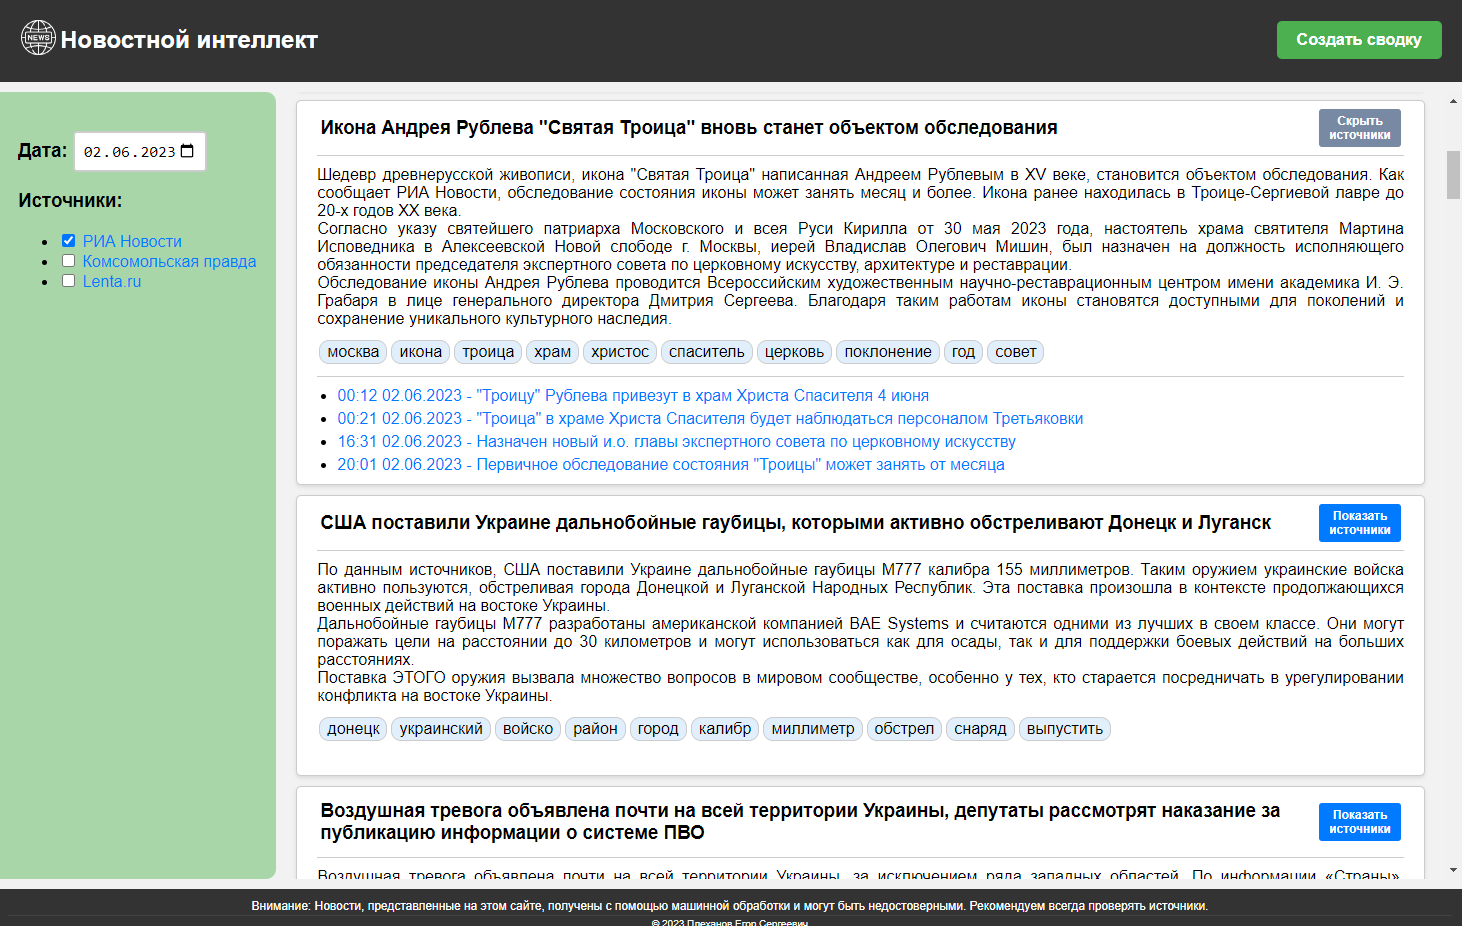 NEWS
Новостной интеллект
Создать сводку
Дата: 02.06.2023
Источники:
РИА Новости
Комсомольская правда
Lenta.ru
Икона Андрея Рублева "Святая Троица" вновь станет объектом обследования
Скрыть
источники
Шедевр древнерусской живописи, икона "Святая Троица" написанная Андреем Рублевым в XV веке, становится объектом обследования. Как
сообщает РИА Новости, обследование состояния иконы может занять месяц и более. Икона ранее находилась в Троице-Сергиевой лавре до
20-х годов XX века.
Согласно указу святейшего патриарха Московского и всея Руси Кирилла от 30 мая 2023 года, настоятель храма святителя Мартина
Исповедника в Алексеевской Новой слободе г. Москвы, иерей Владислав Олегович Мишин, был назначен на должность исполняющего
обязанности председателя экспертного совета по церковному искусству, архитектуре и реставрации.
Обследование иконы Андрея Рублева проводится Всероссийским художественным научно-реставрационным центром имени академика И. Э.
Грабаря в лице генерального директора Дмитрия Сергеева. Благодаря таким работам иконы становятся доступными для поколений и
сохранение уникального культурного наследия.
москва икона троица храм христос спаситель церковь поклонение год совет
00:12 02.06.2023 - "Троицу" Рублева привезут в храм Христа Спасителя 4 июня
00:21 02.06.2023 - "Троица" в храме Христа Спасителя будет наблюдаться персоналом Третьяковки
16:31 02.06.2023 - Назначен новый и.о. главы экспертного совета по церковному искусству
20:01 02.06.2023 - Первичное обследование состояния "Троицы" может занять от месяца
США поставили Украине дальнобойные гаубицы, которыми активно обстреливают Донецк и Луганск
Показать
источники
По данным источников, США поставили Украине дальнобойные гаубицы М777 калибра 155 миллиметров. Таким оружием украинские войска
активно пользуются, обстреливая города Донецкой и Луганской Народных Республик. Эта поставка произошла в контексте продолжающихся
военных действий на востоке Украины.
Дальнобойные гаубицы М777 разработаны американской компанией BAE Systems и считаются одними из лучших в своем классе. Они могут
поражать цели на расстоянии до 30 километров и могут использоваться как для осады, так и для поддержки боевых действий на больших
расстояниях.
Поставка ЭТОГО оружия вызвала множество вопросов в мировом сообществе, особенно у тех, кто старается посредничать в урегулировании
конфликта на востоке Украины.
донецк украинский войско район город калибр миллиметр обстрел снаряд выпустить
Воздушная тревога объявлена почти на всей территории Украины, депутаты рассмотрят наказание за
публикацию информации о системе ПВО
Показать
источники
Воздушная тревога объявлена почти на всей территории Украины, за исключением ряда западных областей. По информации «Страны»,
Внимание: Новости, представленные на этом сайте, получены с помощью машинной обработки и могут быть недостоверными. Рекомендуем всегда проверять источники.
© 2023 Плеханов Егор Сергеевич